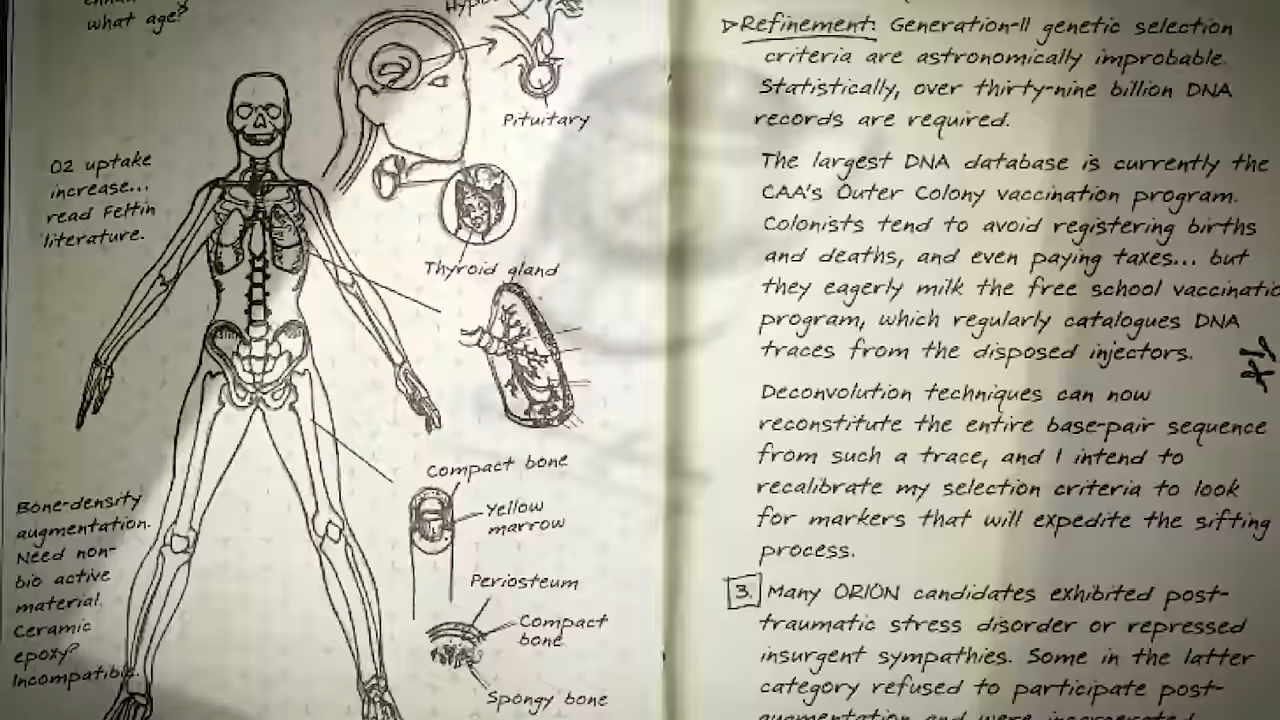 what age?
Pituitary
O2 uptake
increase...
read Feltin
literature.
Thyroid gland
Compact bone
Yellow
marrow
Bone-density
augmentation.
Need non-
bio active
material.
Ceramic
epoxy?
Incompatible.
Periosteum
Compact
bone
Spongy bone
Refinement: Generation-II genetic selection
criteria are astronomically improbable.
Statistically, over thirty-nine billion DNA
records are required.
The largest DNA database is currently the
CAA's Outer Colony vaccination program.
Colonists tend to avoid registering births
and deaths, and even paying taxes... but
they eagerly milk the free school vaccinatio
program, which regularly catalogues DNA
traces from the disposed injectors.
Deconvolution techniques can now
reconstitute the entire base-pair sequence
from such a trace, and I intend to
recalibrate my selection criteria to look
for markers that will expedite the sifting
process.
3. Many ORION candidates exhibited post-
traumatic stress disorder or repressed
insurgent sympathies. Some in the latter
category refused to participate post-
augmentation and were incarcerated